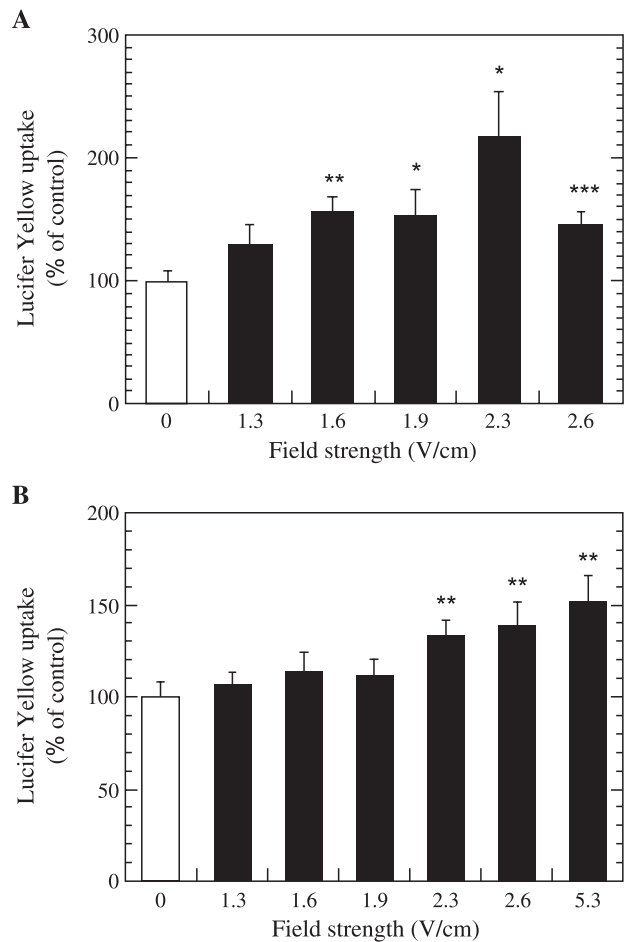 A
300
200
100
0
Lucifer Yellow uptake
(% of control)
**
*
*
***
0 1.3 1.6 1.9 2.3 2.6
Field strength (V/cm)
B
200
150
100
50
0
Lucifer Yellow uptake
(% of control)
**
**
**
0 1.3 1.6 1.9 2.3 2.6 5.3
Field strength (V/cm)